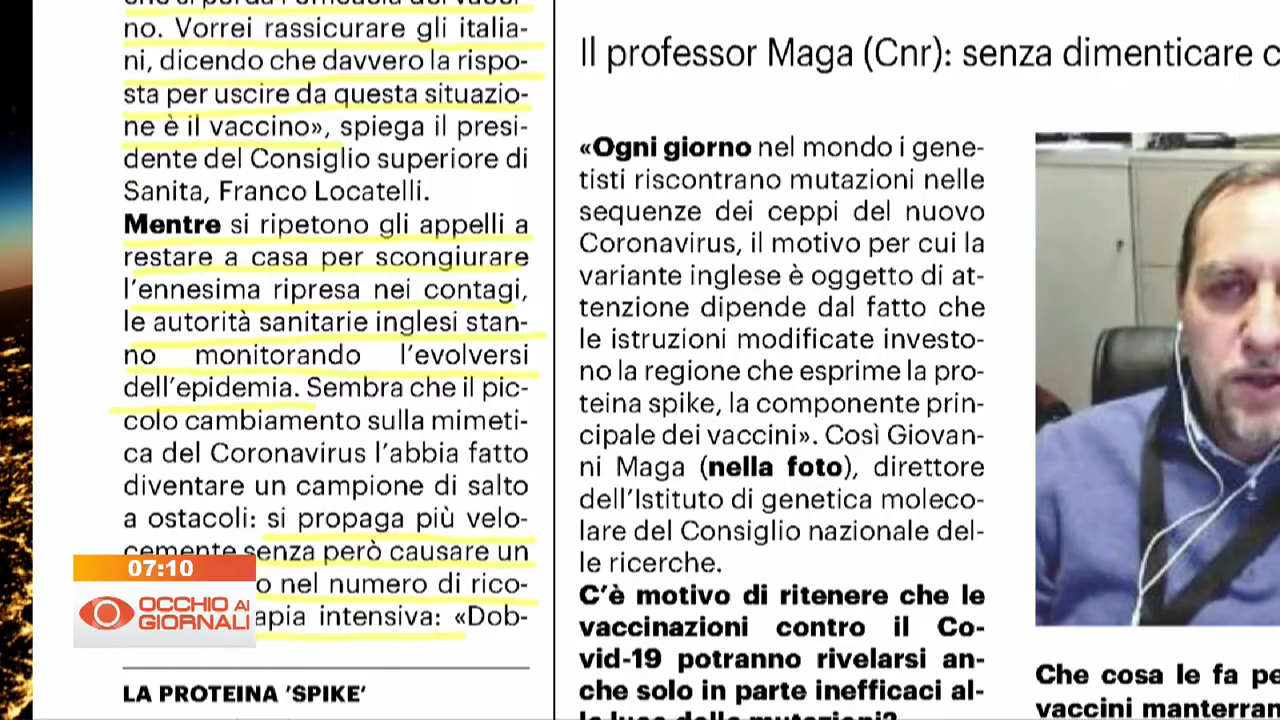 no. Vorrei rassicurare gli italia-
ni, dicendo che davvero la rispo-
sta per uscire da questa situazio-
ne è il vaccino», spiega il presi-
dente del Consiglio superiore di
Sanita, Franco Locatelli.
Mentre si ripetono gli appelli a
restare a casa per scongiurare
l'ennesima ripresa nei contagi,
le autorità sanitarie inglesi stan-
no monitorando l'evolversi
dell'epidemia. Sembra che il pic-
colo cambiamento sulla mimeti-
ca del Coronavirus l'abbia fatto
diventare un campione di salto
a ostacoli: si propaga più velo-
cemente senza però causare un
o nel numero di rico-
apia intensiva: «Dob-
LA PROTEINA 'SPIKE'
07:10
OCCHIO AI
GIORNALI
Il professor Maga (Cnr): senza dimenticare c
«Ogni giorno nel mondo i gene-
tisti riscontrano mutazioni nelle
sequenze dei ceppi del nuovo
Coronavirus, il motivo per cui la
variante inglese è oggetto di at-
tenzione dipende dal fatto che
le istruzioni modificate investo-
no la regione che esprime la pro-
teina spike, la componente prin-
cipale dei vaccini». Così Giovan-
ni Maga (nella foto), direttore
dell'Istituto di genetica moleco-
lare del Consiglio nazionale del-
le ricerche.
C'è motivo di ritenere che le
vaccinazioni contro il Co-
vid-19 potranno rivelarsi an-
che solo in parte inefficaci al-
la luce delle mutazioni?
Che cosa le fa pe
vaccini manterran